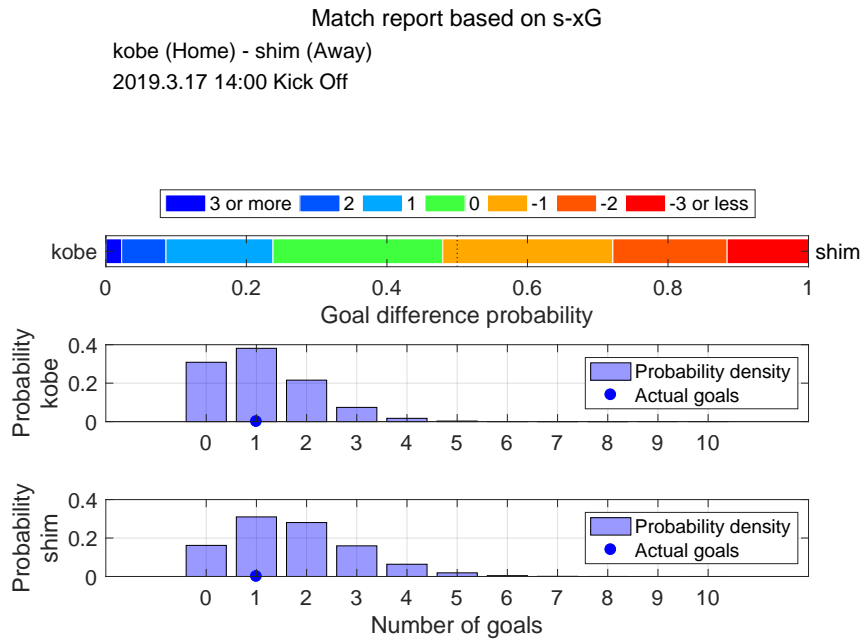 Match report based on s-xG
kobe (Home) - shim (Away)
2019.3.17 14:00 Kick Off
3 or more 2 1 0 -1 -2 -3 or less
kobe shim
0 0.2 0.4 0.6 0.8 1
Goal difference probability
Probability
kobe
0.4
0.2
0
Probability density
Actual goals
0 1 2 3 4 5 6 7 8 9 10
Probability
shim
0.4
0.2
0
Probability density
Actual goals
0 1 2 3 4 5 6 7 8 9 10
Number of goals